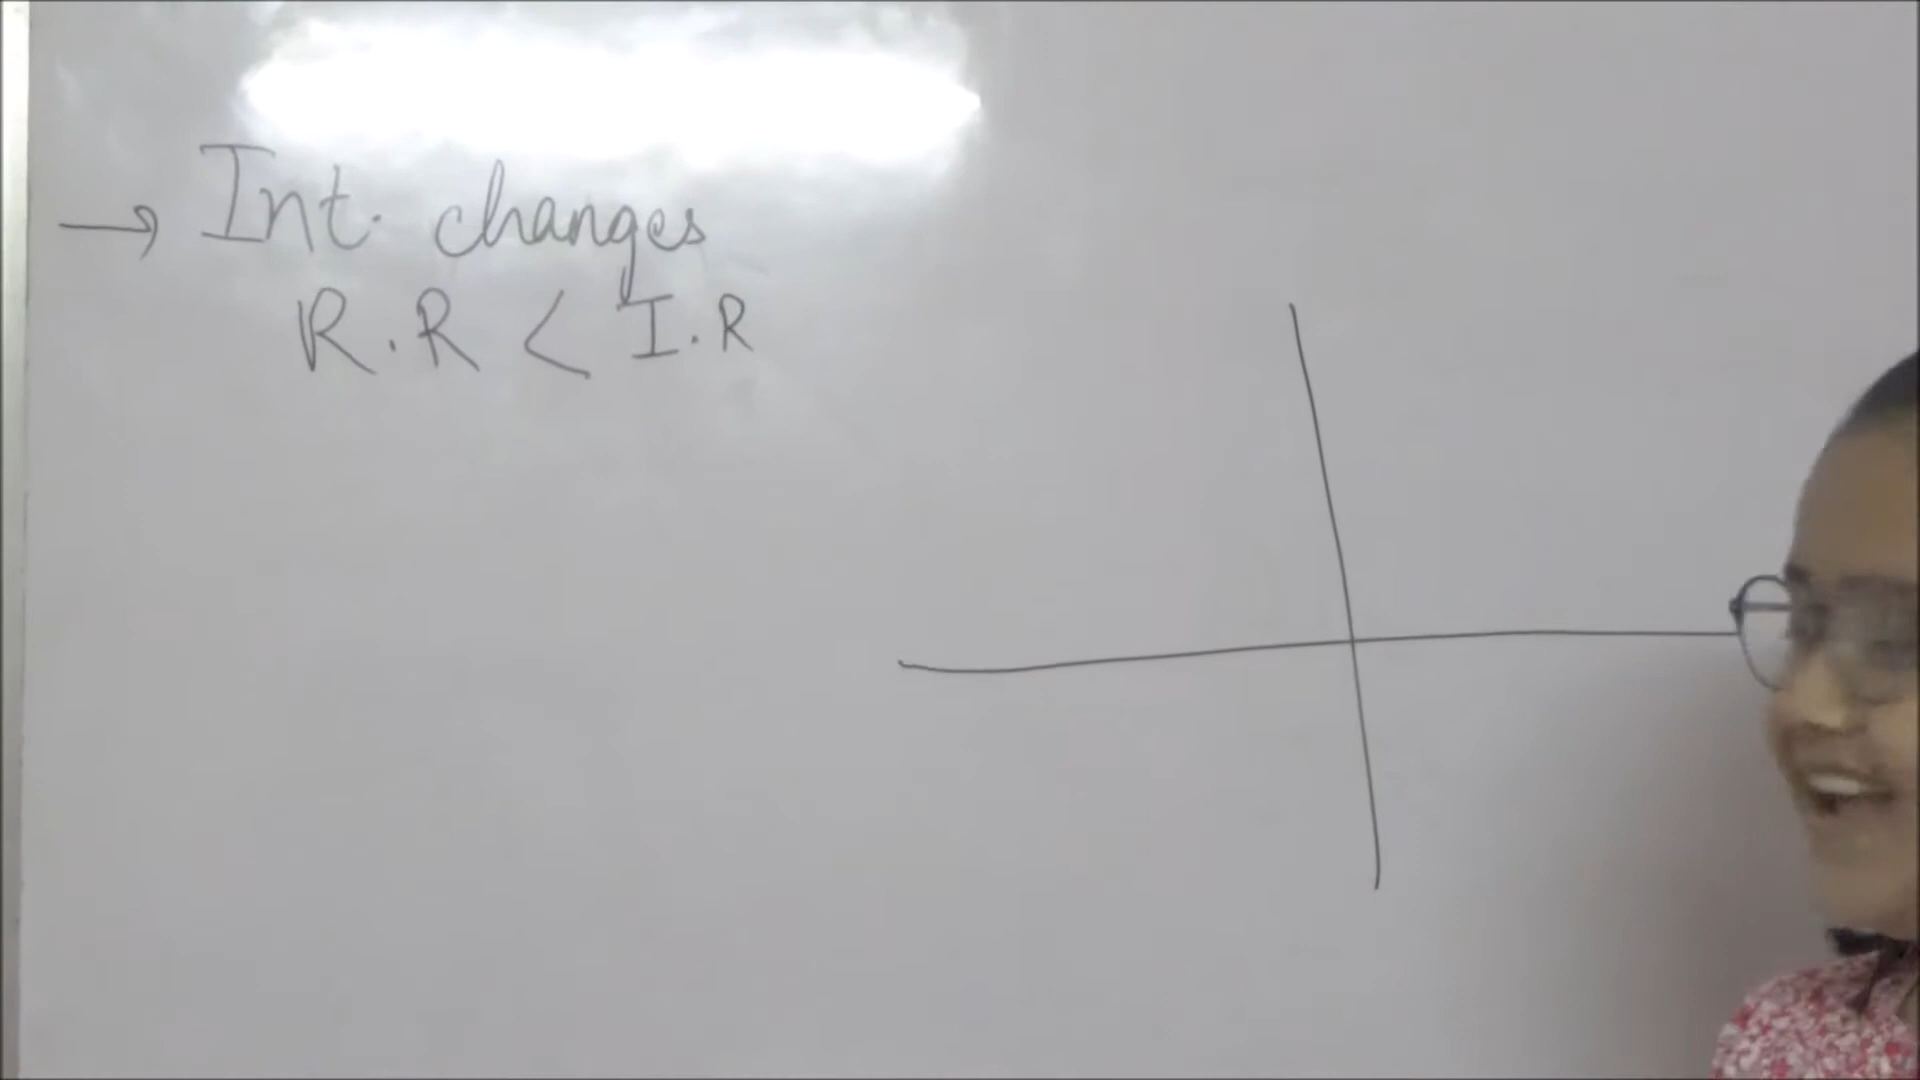 → Int. changes
R.R < I.R